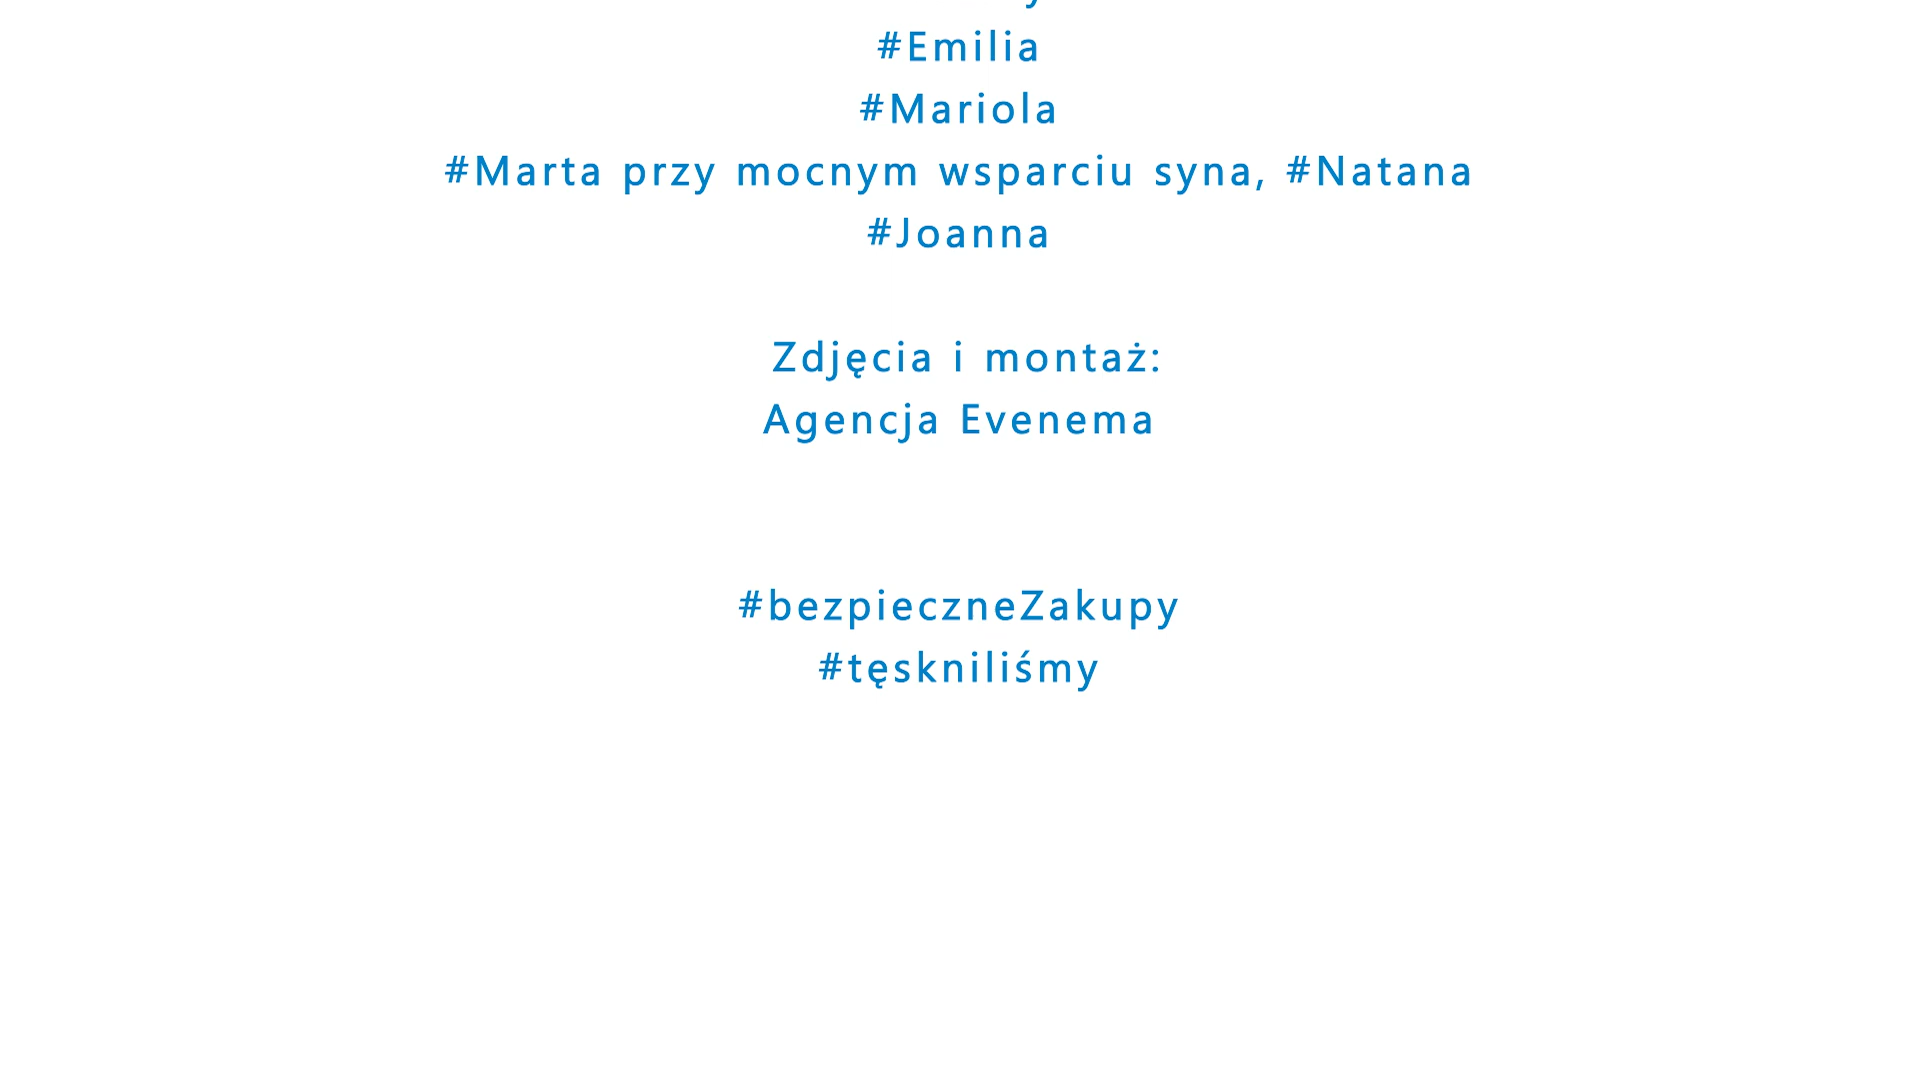 #Emilia
#Mariola
#Marta przy mocnym wsparciu syna, #Natana
#Joanna
Zdjęcia i montaż:
Agencja Evenema
#bezpieczneZakupy
#tęskniliśmy